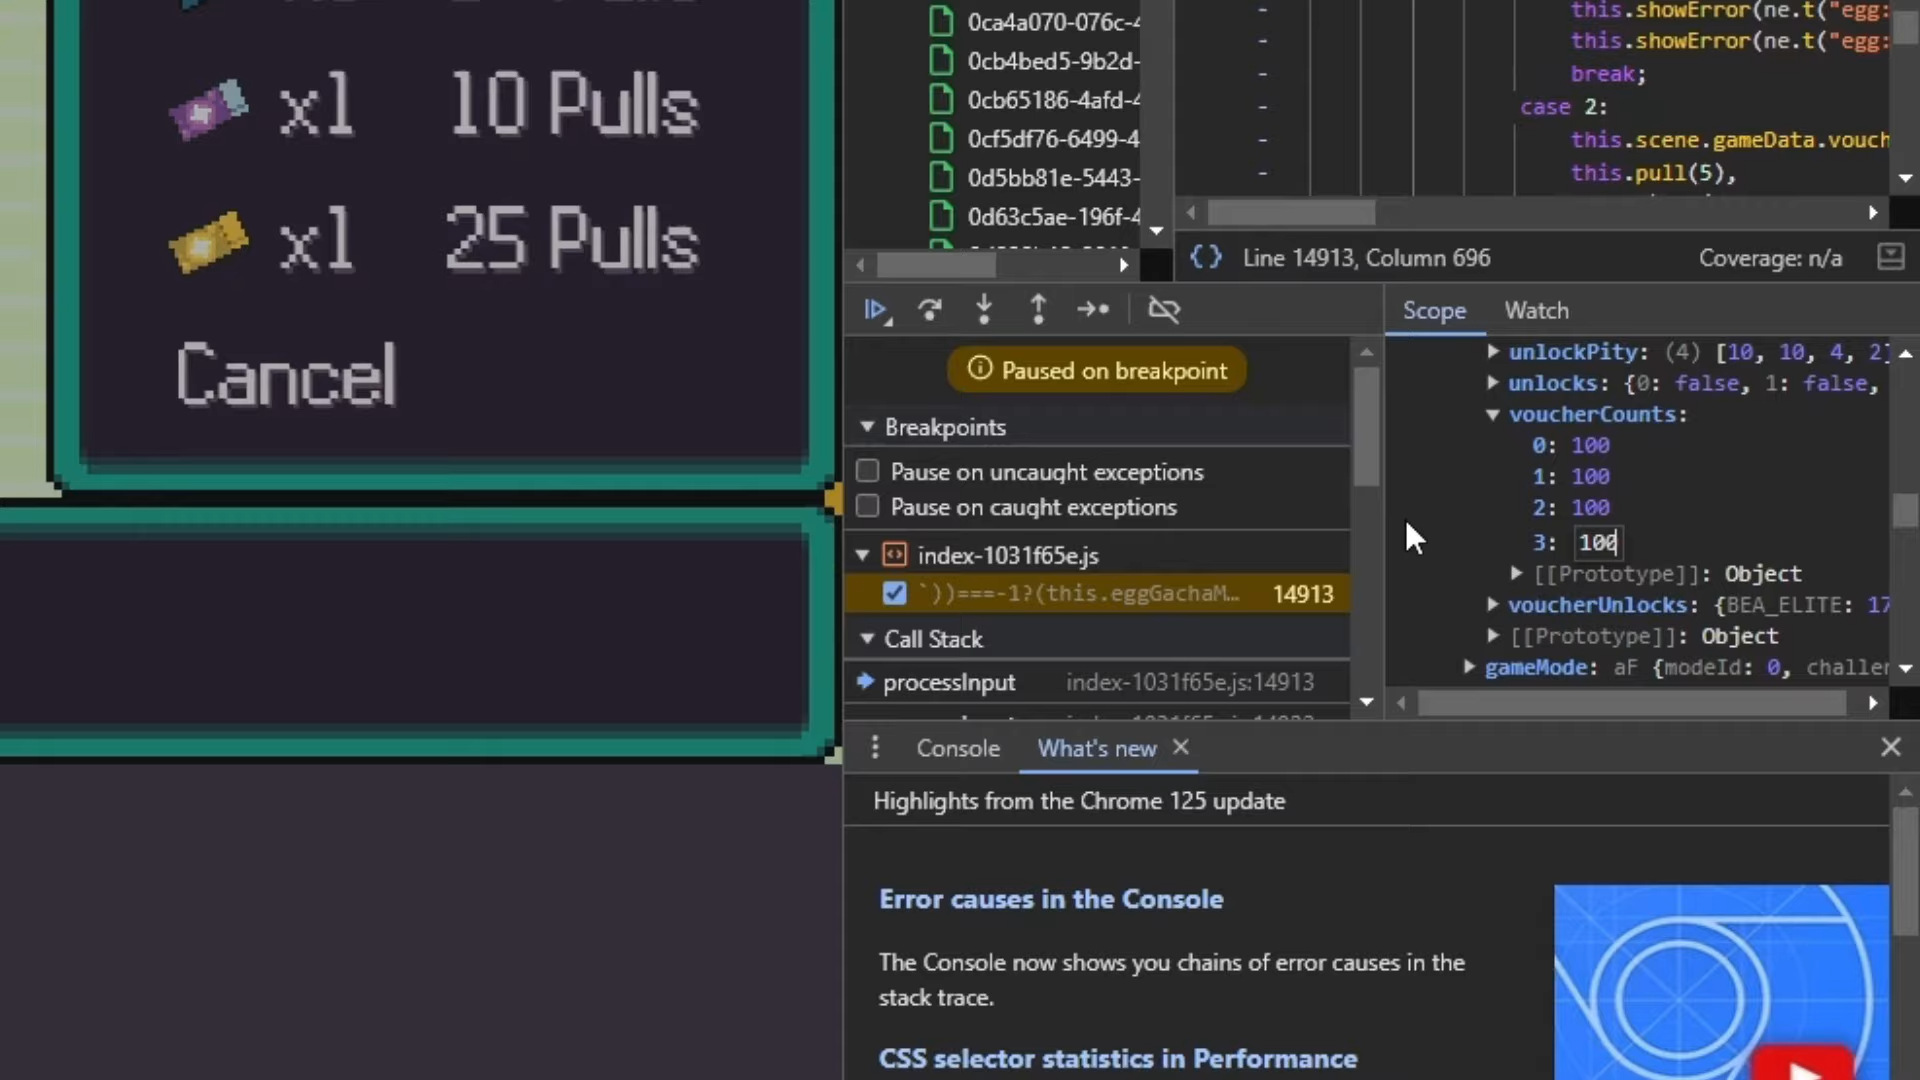 x1 10 Pulls
x1 25 Pulls
Cancel
0ca4a070-076c-4
0cb4bed5-9b2d-
0cb65186-4afd-4
0cf5df76-6499-4
0d5bb81e-5443-
0d63c5ae-196f-4
this.showError(ne.t("egg:
- this.showError(ne.t("egg:
- break;
- case 2:
- this.scene.gameData.vouch
- this.pull(5),
{} Line 14913, Column 696 Coverage: n/a
Paused on breakpoint
Breakpoints
Pause on uncaught exceptions
Pause on caught exceptions
index-1031f65e.js
`))===-1?(this.eggGachaM… 14913
Call Stack
processInput index-1031f65e.js:14913
Scope Watch
unlockPity: (4) [10, 10, 4, 2]
unlocks: {0: false, 1: false,
voucherCounts:
0: 100
1: 100
2: 100
3: 100
[[Prototype]]: Object
voucherUnlocks: {BEA_ELITE: 17
[[Prototype]]: Object
gameMode: aF {modeId: 0, challen
Console What's new
Highlights from the Chrome 125 update
Error causes in the Console
The Console now shows you chains of error causes in the
stack trace.
CSS selector statistics in Performance